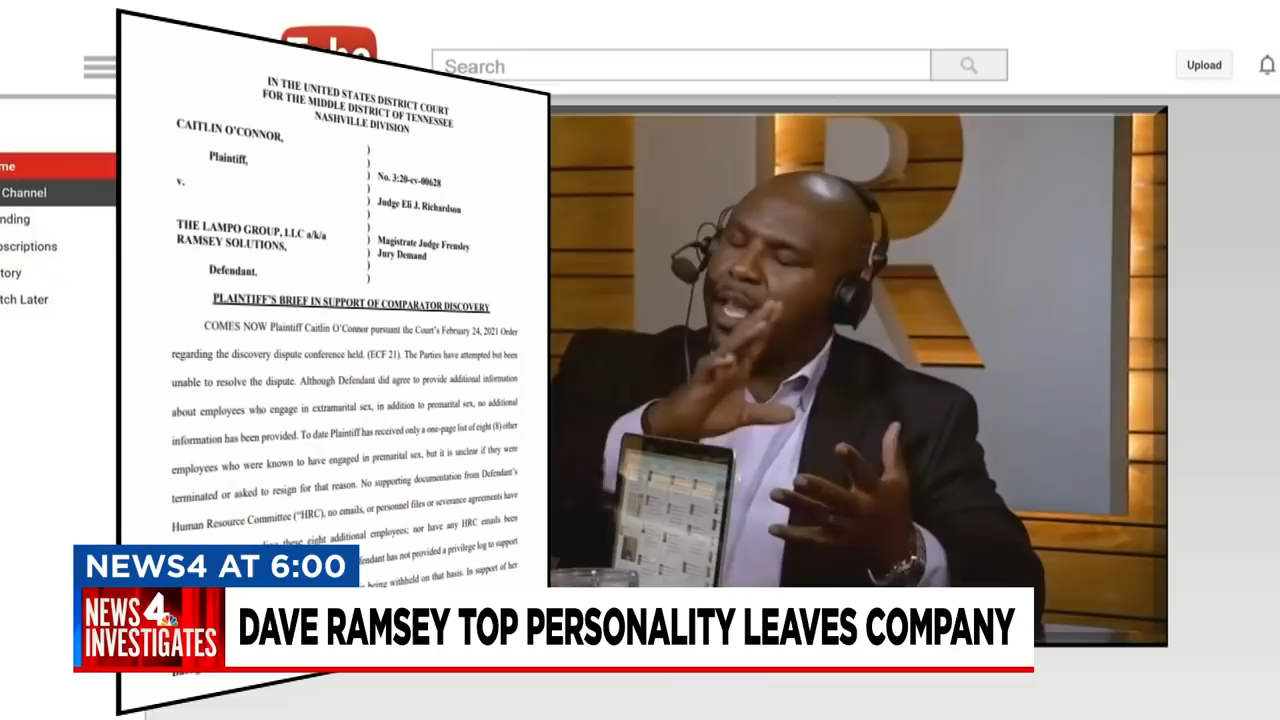 Tube
Search
Upload
me
Channel
nding
bscriptions
tory
tch Later
IN THE UNITED STATES DISTRICT COURT
FOR THE MIDDLE DISTRICT OF TENNESSEE
NASHVILLE DIVISION
CAITLIN O'CONNOR,
Plaintiff,
v.
THE LAMPO GROUP, LLC a/k/a
RAMSEY SOLUTIONS,
Defendant.
)
)
)
)
)
)
)
)
)
)
No. 3:20-cv-00628
Judge Eli J. Richardson
Magistrate Judge Frensley
Jury Demand
PLAINTIFF'S BRIEF IN SUPPORT OF COMPARATOR DISCOVERY
COMES NOW Plaintiff Caitlin O'Connor pursuant the Court's February 24, 2021 Order
regarding the discovery dispute conference held. (ECF 21). The Parties have attempted but been
unable to resolve the dispute. Although Defendant did agree to provide additional information
about employees who engage in extramarital sex, in addition to premarital sex, no additional
information has been provided. To date Plaintiff has received only a one-page list of eight (8) other
employees who were known to have engaged in premarital sex, but it is unclear if they were
terminated or asked to resign for that reason. No supporting documentation from Defendant's
Human Resource Committee ("HRC"), no emails, or personnel files or severance agreements have
these eight additional employees; nor have any HRC emails been
fendant has not provided a privilege log to support
being withheld on that basis. In support of her
R
NEWS4 AT 6:00
NEWS 4
INVESTIGATES
DAVE RAMSEY TOP PERSONALITY LEAVES COMPANY